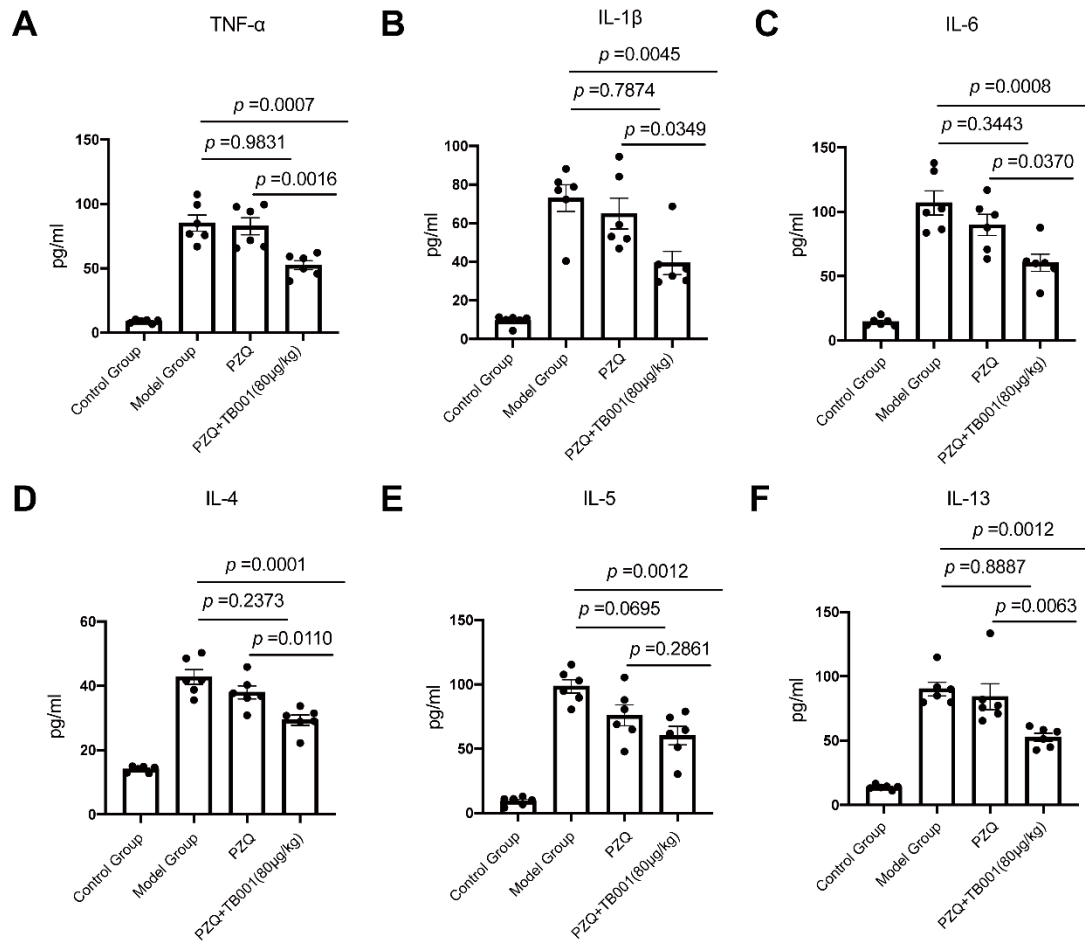 A
TNF-α
p =0.0007
p =0.9831
p =0.0016
150
100
50
0
pg/ml
Control Group
Model Group
PZQ
PZQ+TB001(80μg/kg)
B
IL-1β
p =0.0045
p =0.7874
p =0.0349
100
80
60
40
20
0
pg/ml
Control Group
Model Group
PZQ
PZQ+TB001(80μg/kg)
C
IL-6
p =0.0008
p =0.3443
p =0.0370
150
100
50
0
pg/ml
Control Group
Model Group
PZQ
PZQ+TB001(80μg/kg)
D
IL-4
p =0.0001
p =0.2373
p =0.0110
60
40
20
0
pg/ml
Control Group
Model Group
PZQ
PZQ+TB001(80μg/kg)
E
IL-5
p =0.0012
p =0.0695
p =0.2861
150
100
50
0
pg/ml
Control Group
Model Group
PZQ
PZQ+TB001(80μg/kg)
F
IL-13
p =0.0012
p =0.8887
p =0.0063
150
100
50
0
pg/ml
Control Group
Model Group
PZQ
PZQ+TB001(80μg/kg)